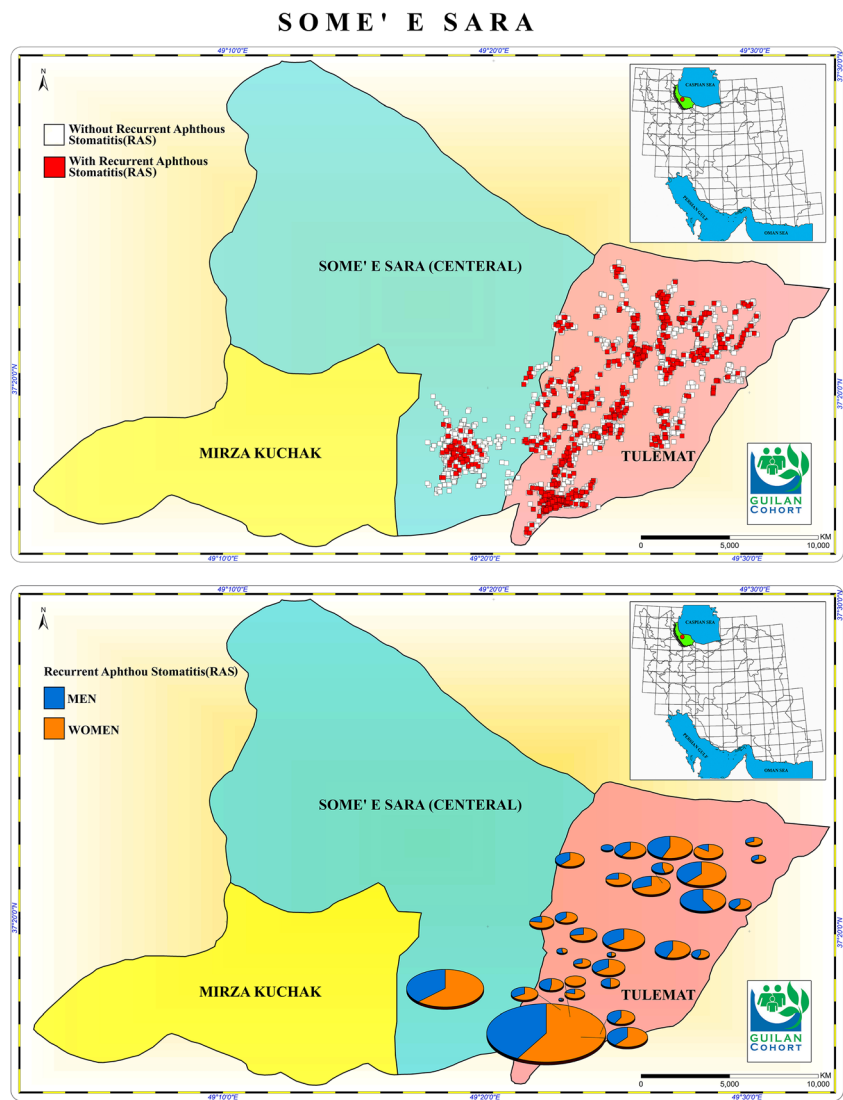 SOME' E SARA
49°10'0"E
49°20'0"E
49°30'0"E
37°30'0"N
N
CASPIAN SEA
PERSIAN GULF
OMAN SEA
Without Recurrent Aphthous
Stomatitis(RAS)
With Recurrent Aphthous
Stomatitis(RAS)
SOME' E SARA (CENTERAL)
37°20'0"N
37°20'0"N
MIRZA KUCHAK
TULEMAT
GUILAN
COHORT
KM
0
5,000
10,000
49°10'0"E
49°20'0"E
49°30'0"E
49°10'0"E
49°20'0"E
49°30'0"E
37°30'0"N
N
CASPIAN SEA
PERSIAN GULF
OMAN SEA
Recurrent Aphthou Stomatitis(RAS)
MEN
WOMEN
SOME' E SARA (CENTERAL)
37°20'0"N
37°20'0"N
MIRZA KUCHAK
TULEMAT
GUILAN
COHORT
KM
0
5,000
10,000
49°10'0"E
49°20'0"E
49°30'0"E